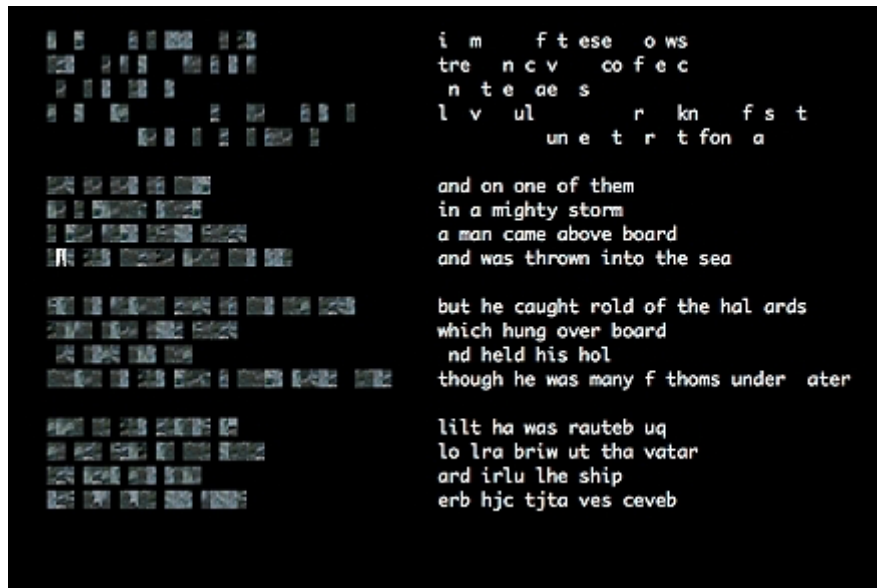 i m f t ese o ws
tre n c v co f e c
n t e ae s
l v ul r kn f s t
un e t r t fon a
and on one of them
in a mighty storm
a man came above board
and was thrown into the sea
but he caught rold of the hal ards
which hung over board
nd held his hol
though he was many f thoms under ater
lilt ha was rauteb uq
lo lra briw ut tha vatar
ard irlu lhe ship
erb hjc tjta ves ceveb